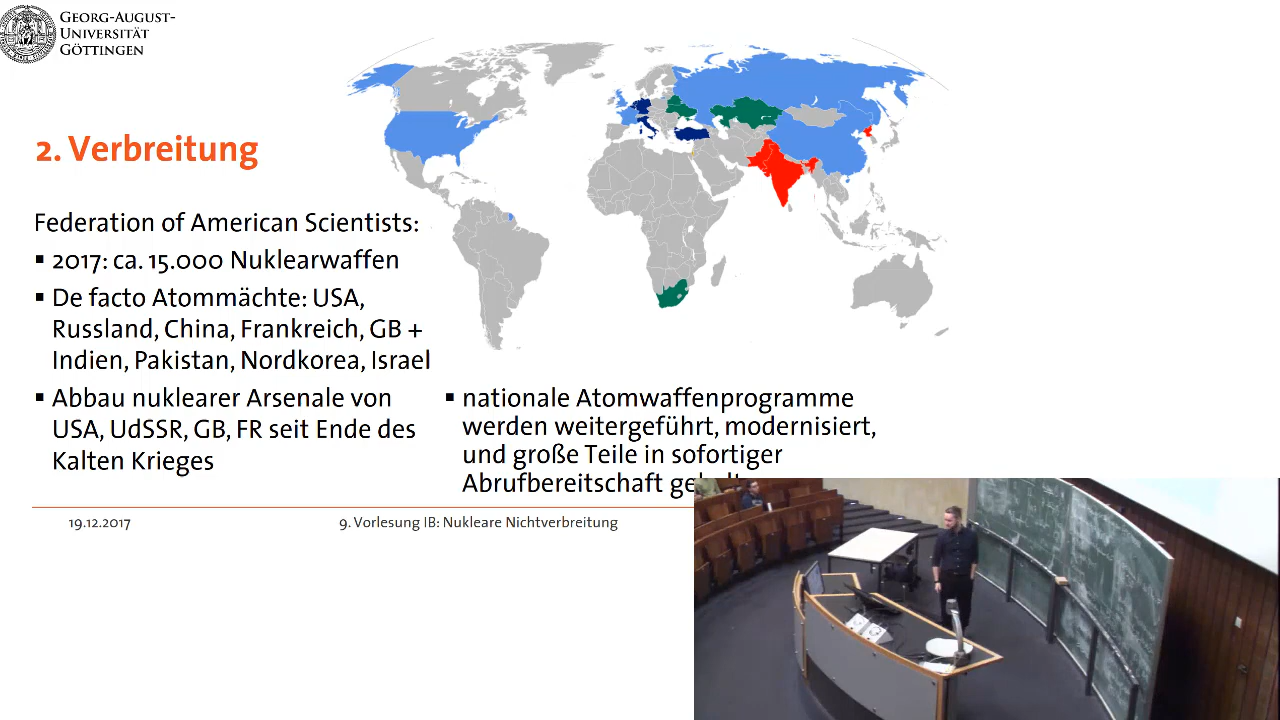 GEORG-AUGUST-
UNIVERSITÄT
GÖTTINGEN
2. Verbreitung
Federation of American Scientists:
▪ 2017: ca. 15.000 Nuklearwaffen
▪ De facto Atommächte: USA,
Russland, China, Frankreich, GB +
Indien, Pakistan, Nordkorea, Israel
▪ Abbau nuklearer Arsenale von
USA, UdSSR, GB, FR seit Ende des
Kalten Krieges
▪ nationale Atomwaffenprogramme
werden weitergeführt, modernisiert,
und große Teile in sofortiger
Abrufbereitschaft
19.12.2017
9. Vorlesung IB: Nukleare Nichtverbreitung